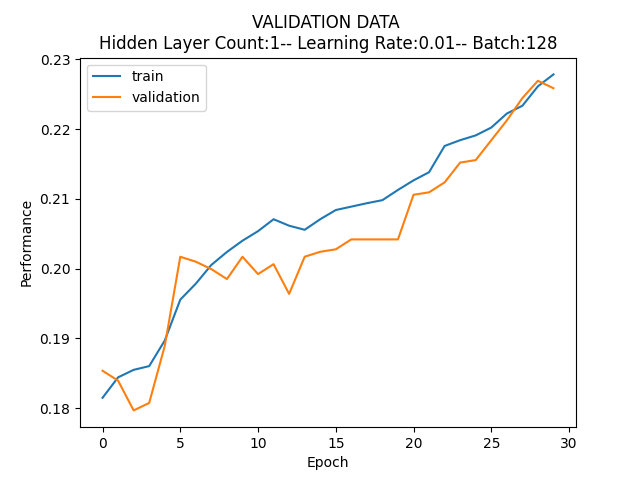 VALIDATION DATA
Hidden Layer Count:1-- Learning Rate:0.01-- Batch:128
train
validation
0.23
0.22
0.21
0.20
0.19
0.18
Performance
0
5
10
15
20
25
30
Epoch